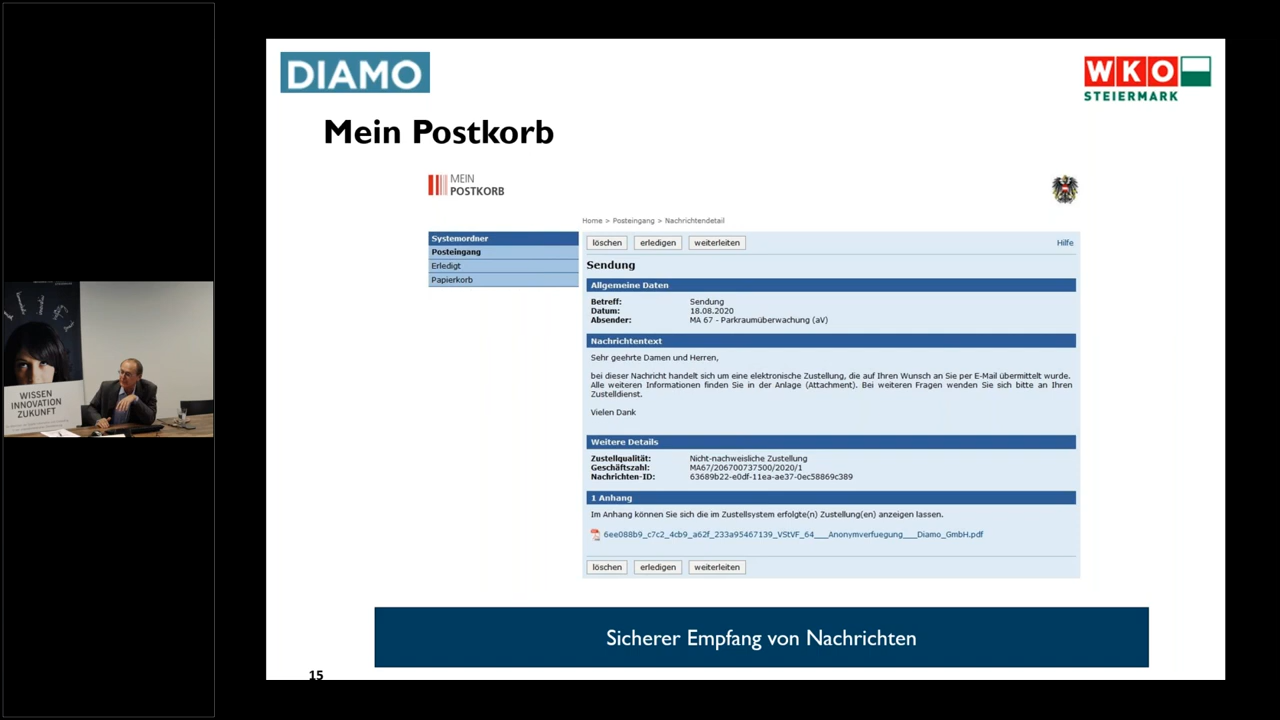 DIAMO
WKO
STEIERMARK
Mein Postkorb
MEIN
POSTKORB
Home > Posteingang > Nachrichtendetail
Systemordner
Posteingang
Erledigt
Papierkorb
löschen erledigen weiterleiten Hilfe
Sendung
Allgemeine Daten
Betreff: Sendung
Datum: 18.08.2020
Absender: MA 67 - Parkraumüberwachung (aV)
Nachrichtentext
Sehr geehrte Damen und Herren,
bei dieser Nachricht handelt sich um eine elektronische Zustellung, die auf Ihren Wunsch an Sie per E-Mail übermittelt wurde.
Alle weiteren Informationen finden Sie in der Anlage (Attachment). Bei weiteren Fragen wenden Sie sich bitte an Ihren
Zustelldienst.
Vielen Dank
Weitere Details
Zustellqualität: Nicht-nachweisliche Zustellung
Geschäftszahl: MA67/206700737500/2020/1
Nachrichten-ID: 63689b22-e0df-11ea-ae37-0ec58869c389
1 Anhang
Im Anhang können Sie sich die im Zustellsystem erfolgte(n) Zustellung(en) anzeigen lassen.
6ee088b9_c7c2_4cb9_a62f_233a95467139_VStVF_64___Anonymverfuegung___Diamo_GmbH.pdf
löschen erledigen weiterleiten
Sicherer Empfang von Nachrichten
15
WISSEN
INNOVATION
ZUKUNFT